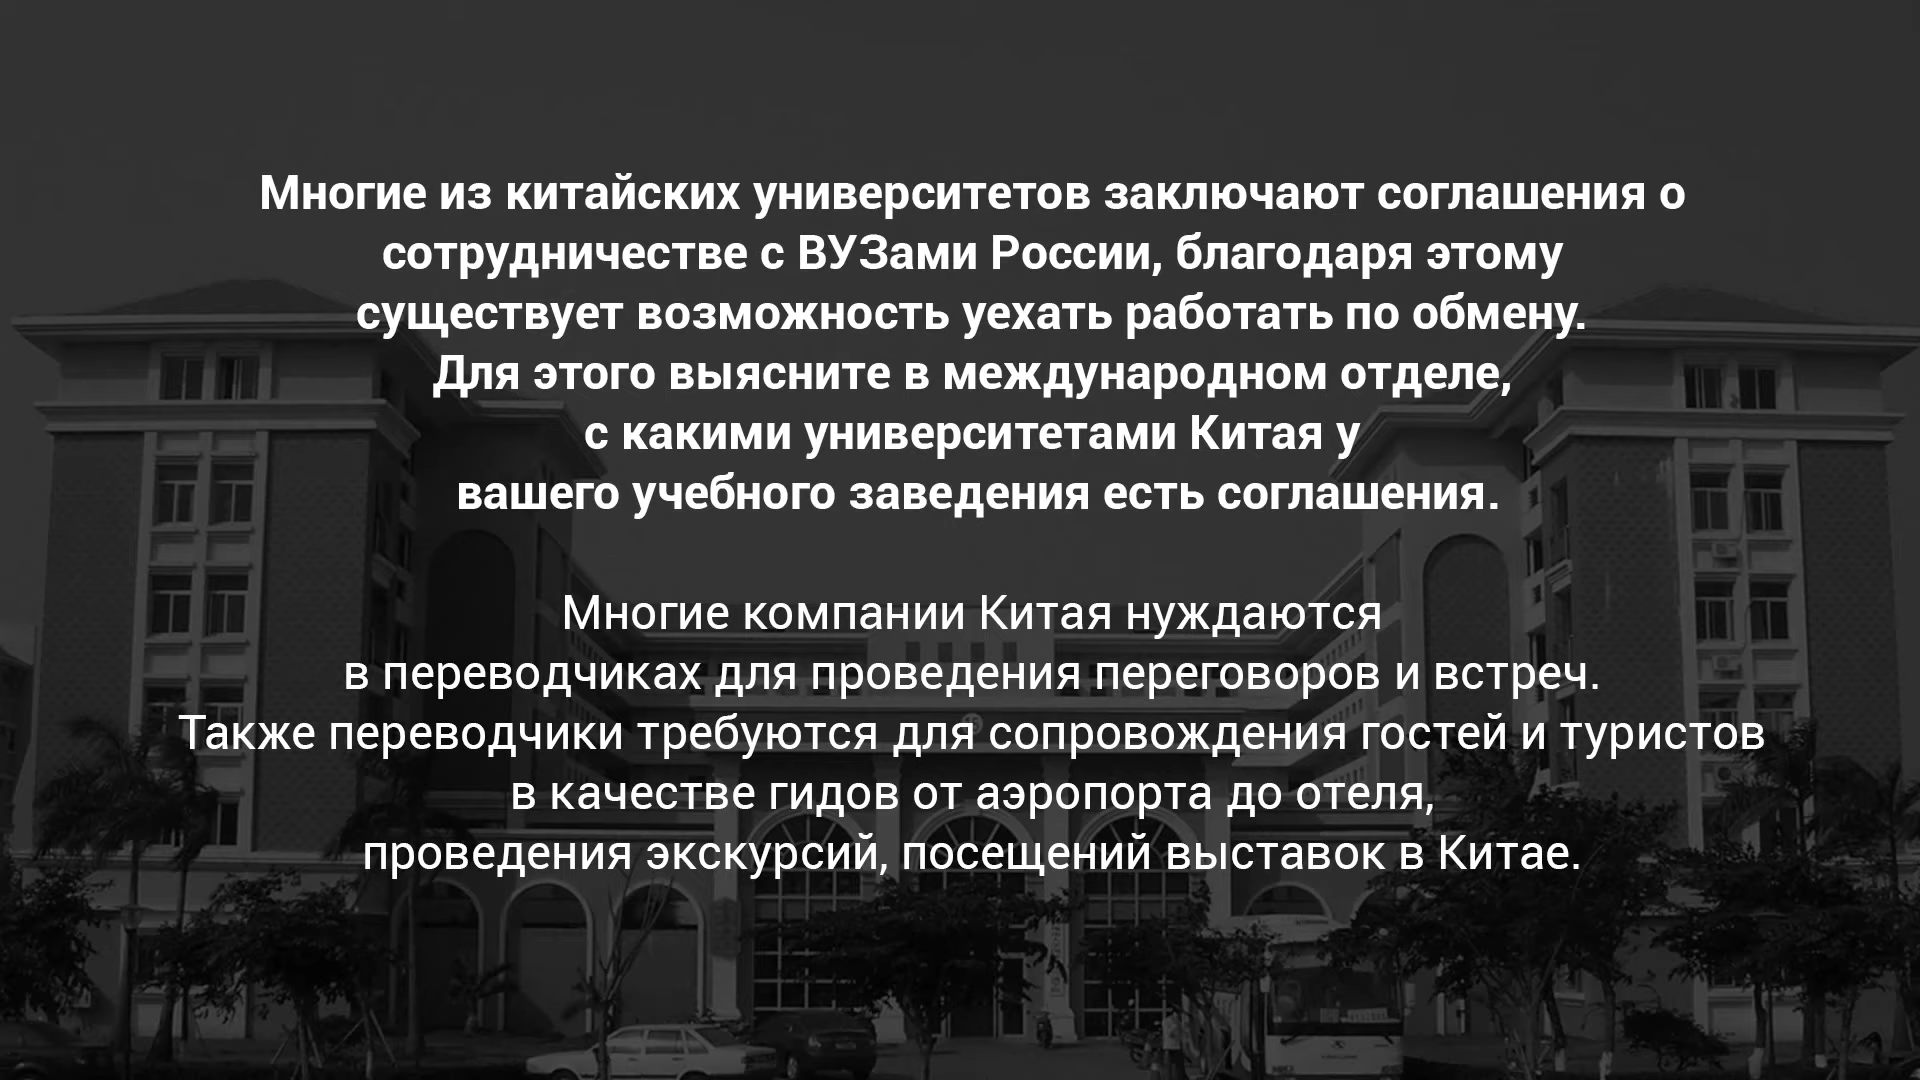 Многие из китайских университетов заключают соглашения о
сотрудничестве с ВУЗами России, благодаря этому
существует возможность уехать работать по обмену.
Для этого выясните в международном отделе,
с какими университетами Китая у
вашего учебного заведения есть соглашения.
Многие компании Китая нуждаются
в переводчиках для проведения переговоров и встреч.
Также переводчики требуются для сопровождения гостей и туристов
в качестве гидов от аэропорта до отеля,
проведения экскурсий, посещений выставок в Китае.